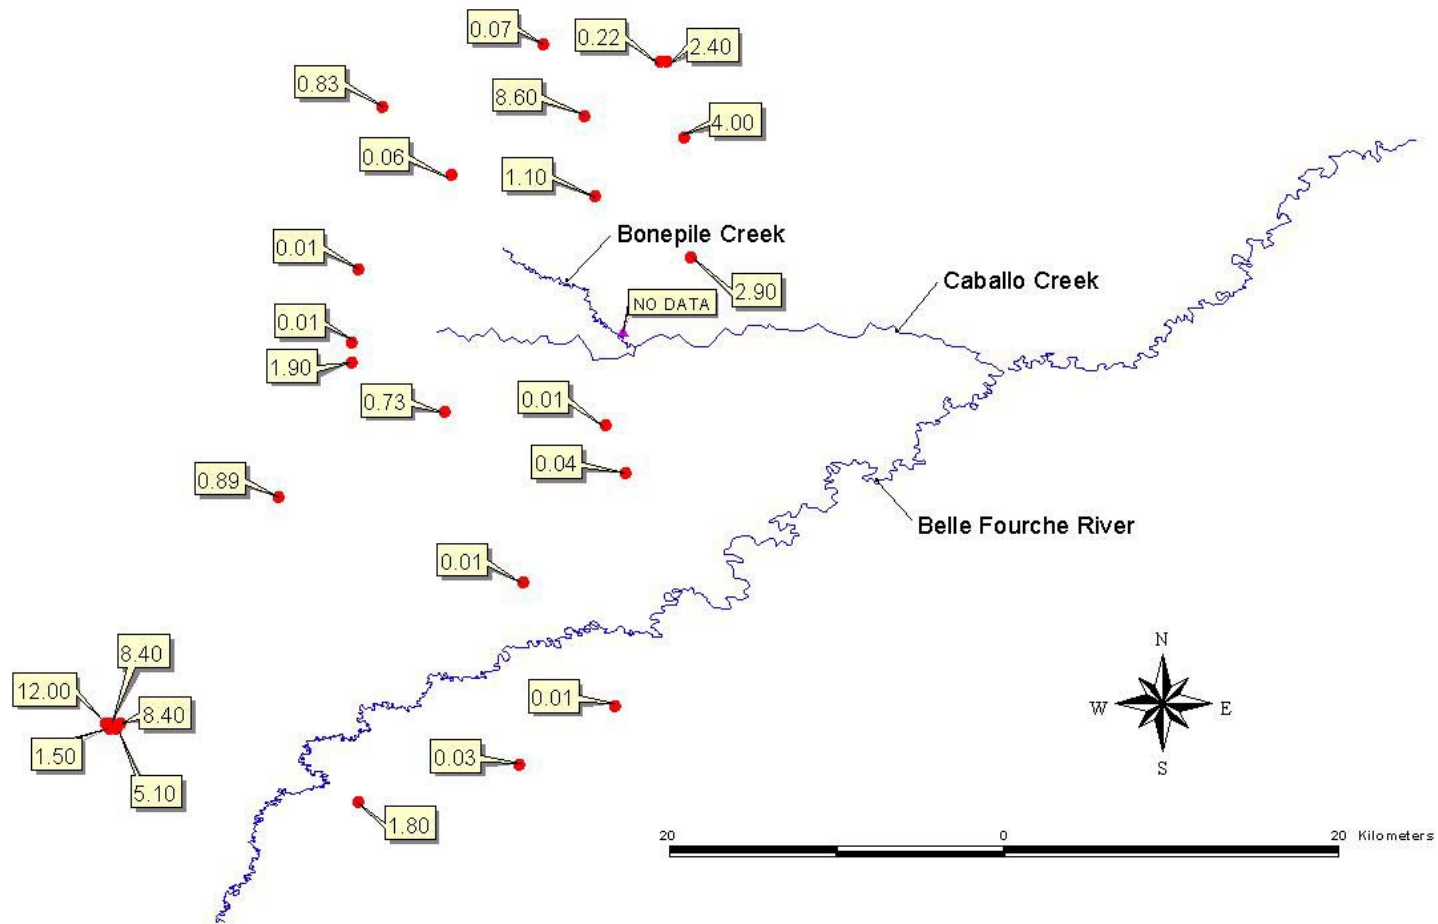 0.07
0.22
2.40
0.83
8.60
4.00
0.06
1.10
0.01
Bonepile Creek
2.90
Caballo Creek
NO DATA
0.01
1.90
0.73
0.01
0.04
0.89
Belle Fourche River
0.01
8.40
12.00
8.40
1.50
5.10
0.01
0.03
1.80
N
W
E
S
20 0 20 Kilometers